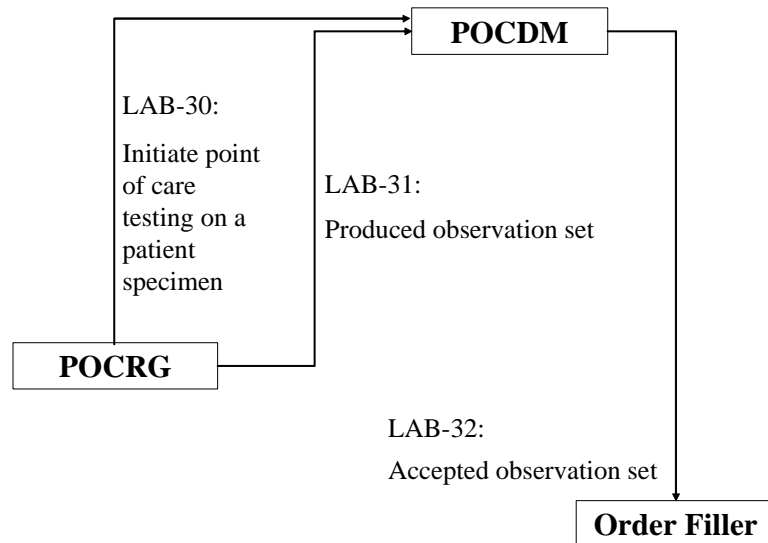 POCDM
LAB-30:
Initiate point
of care
testing on a
patient
specimen
LAB-31:
Produced observation set
POCRG
LAB-32:
Accepted observation set
Order Filler